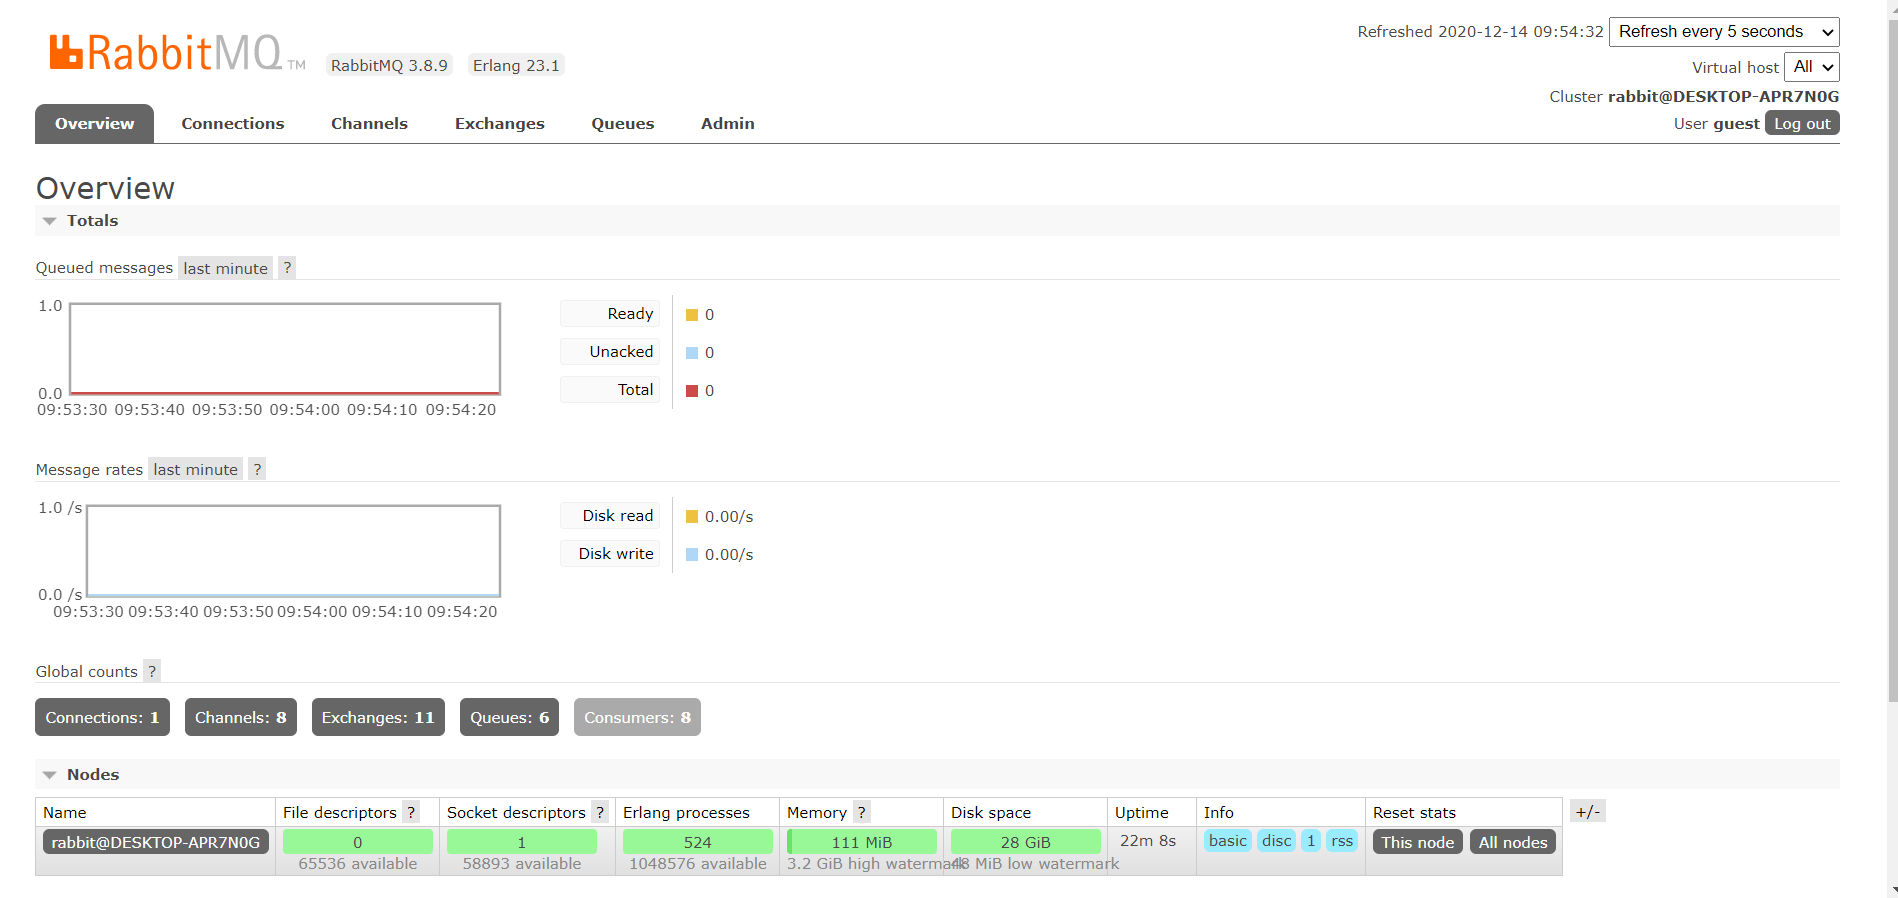 RabbitMQ TM RabbitMQ 3.8.9 Erlang 23.1
Refreshed 2020-12-14 09:54:32 Refresh every 5 seconds
Virtual host All
Cluster rabbit@DESKTOP-APR7N0G
User guest Log out
Overview Connections Channels Exchanges Queues Admin
Overview
Totals
Queued messages last minute ?
1.0
0.0
09:53:30 09:53:40 09:53:50 09:54:00 09:54:10 09:54:20
Ready 0
Unacked 0
Total 0
Message rates last minute ?
1.0 /s
0.0 /s
09:53:30 09:53:40 09:53:50 09:54:00 09:54:10 09:54:20
Disk read 0.00/s
Disk write 0.00/s
Global counts ?
Connections: 1 Channels: 8 Exchanges: 11 Queues: 6 Consumers: 8
Nodes
Name File descriptors ? Socket descriptors ? Erlang processes Memory ? Disk space Uptime Info Reset stats +/-
rabbit@DESKTOP-APR7N0G 0 1 524 111 MiB 28 GiB 22m 8s basic disc 1 rss This node All nodes
65536 available 58893 available 1048576 available 3.2 GiB high watermark 48 MiB low watermark